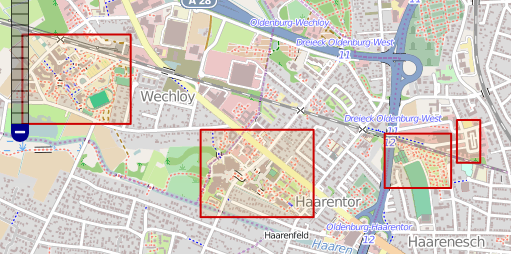 A 28
Oldenburg-Wechloy
Dreieck Oldenburg-West
11
Wechloy
Dreieck Oldenburg-West
11
12
Haarentor
Oldenburg-Haarentor
Haarenfeld
12
Haaren
Haarenesch